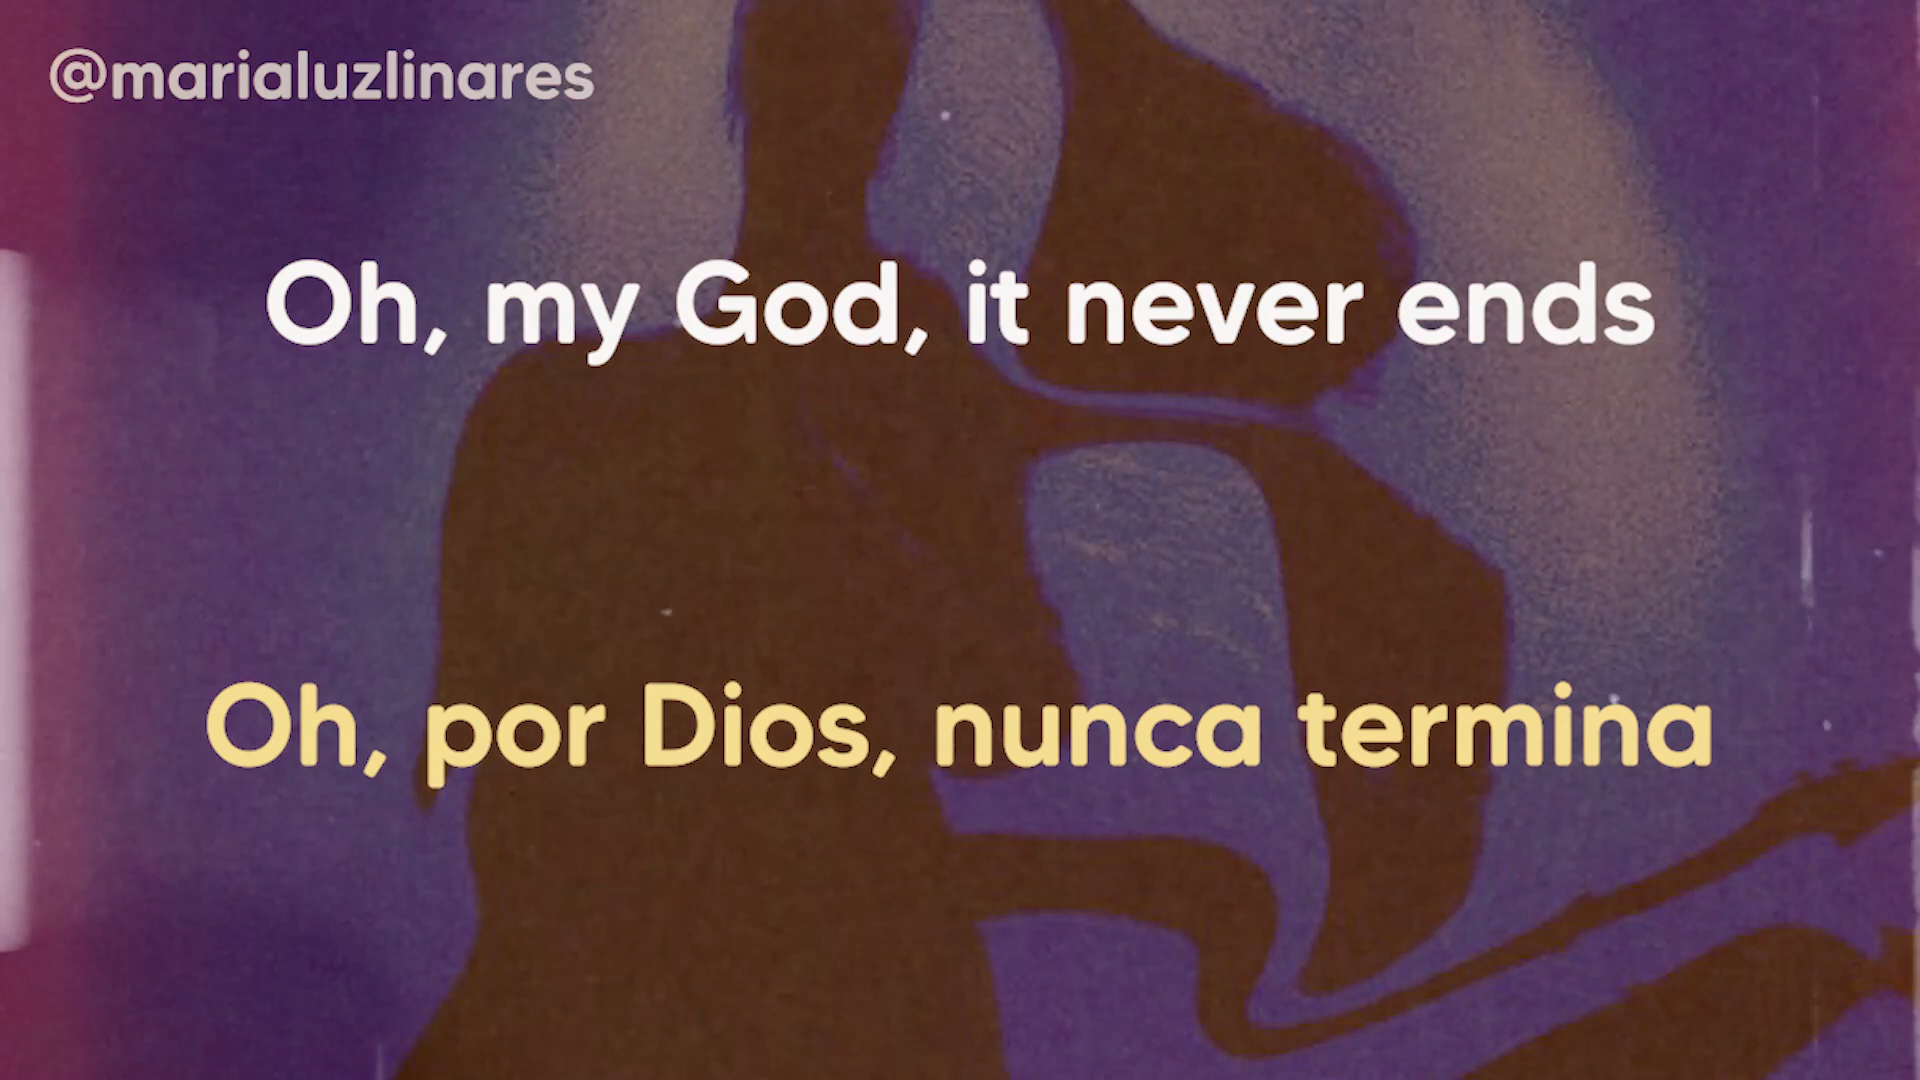 @marialuzlinares
Oh, my God, it never ends
Oh, por Dios, nunca termina